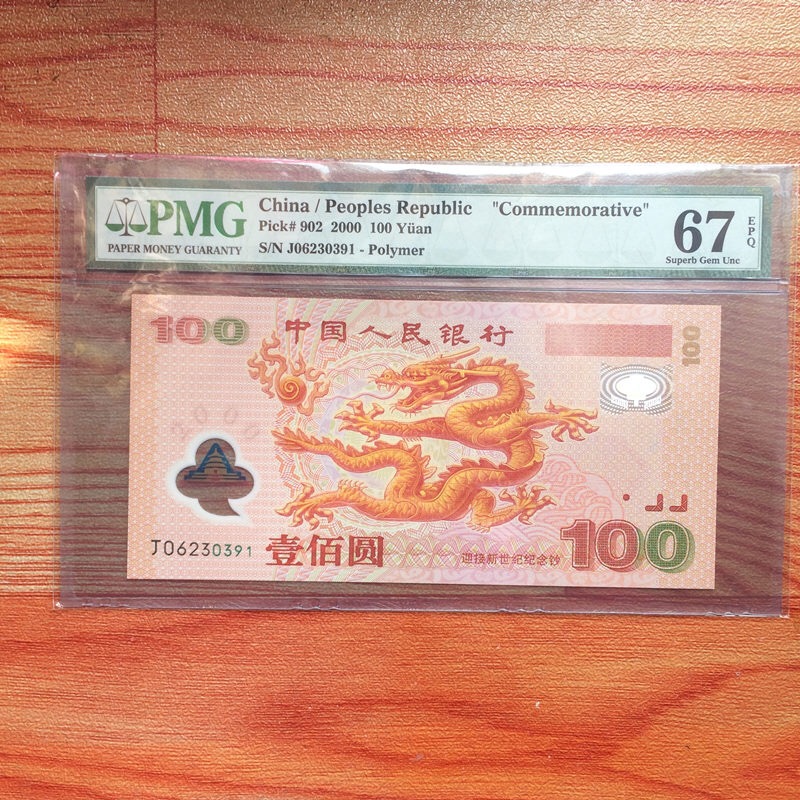 PMG
PAPER MONEY GUARANTY
China / Peoples Republic "Commemorative"
Pick# 902 2000 100 Yüan
S/N J06230391 - Polymer
67
EPQ
Superb Gem Unc
100
中国人民银行
100
J06230391
壹佰圆
迎接新世纪纪念钞
100